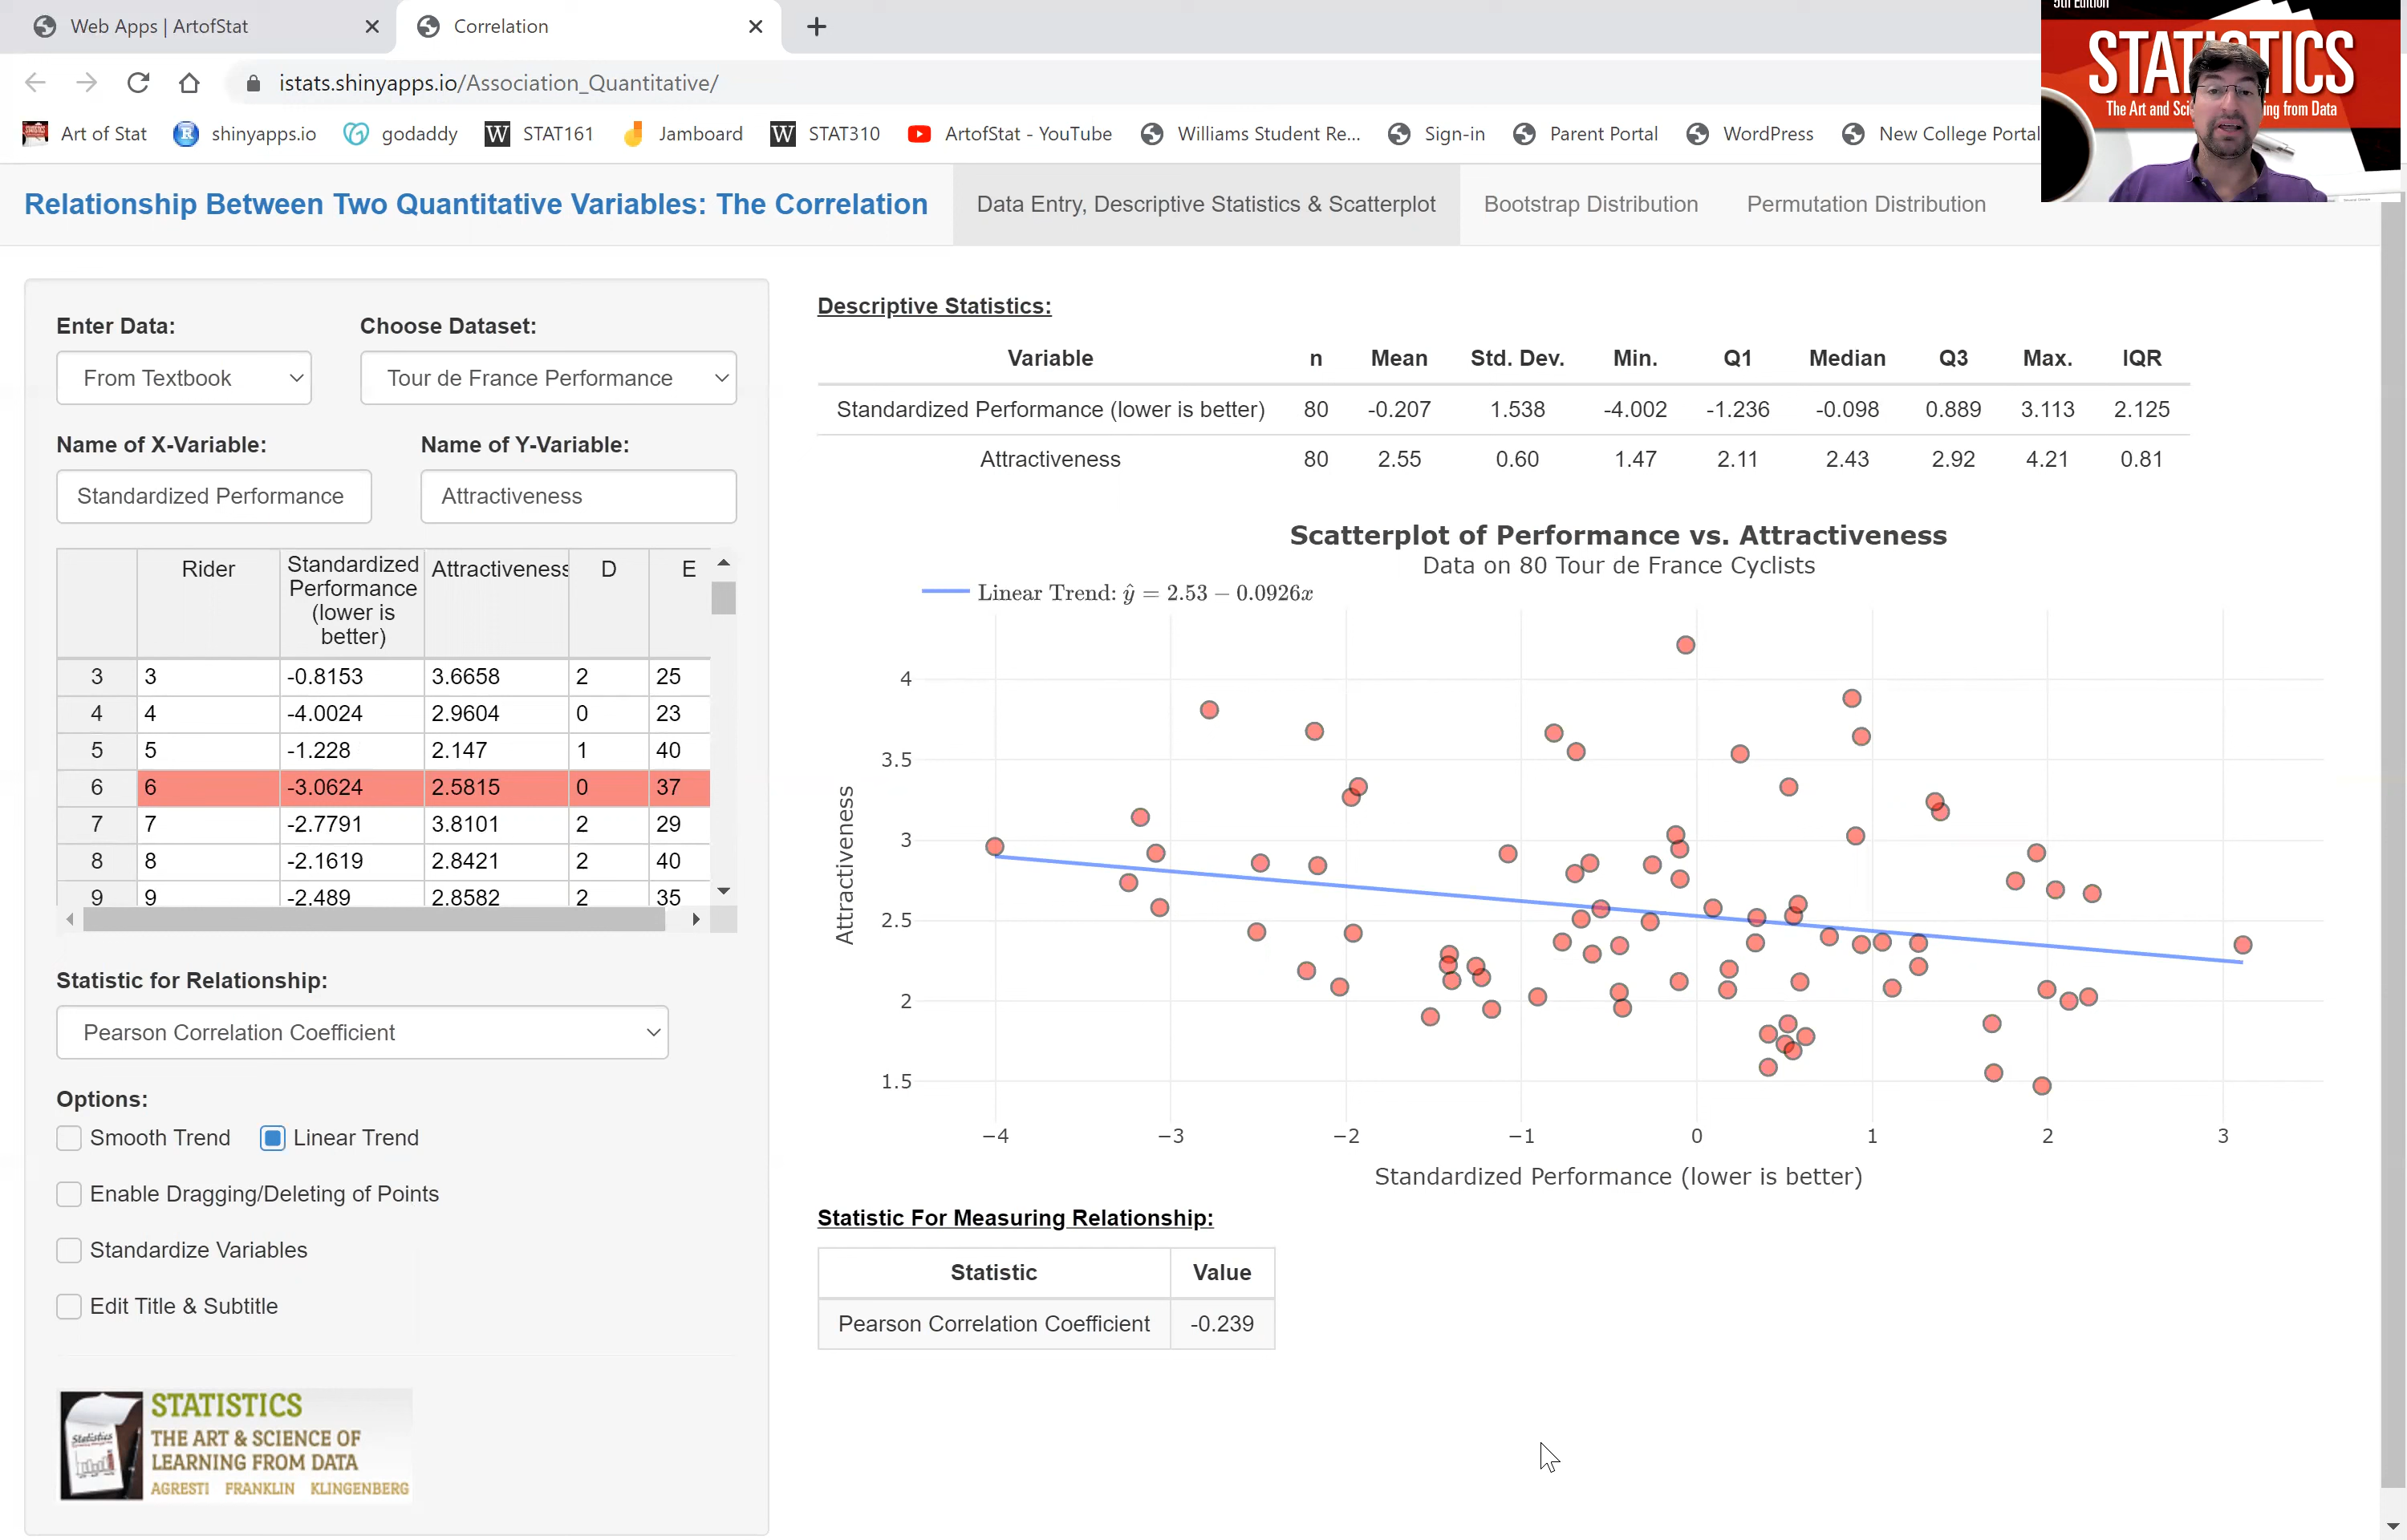 Web Apps | ArtofStat
Correlation
istats.shinyapps.io/Association_Quantitative/
Art of Stat
shinyapps.io
godaddy
STAT161
Jamboard
STAT310
ArtofStat - YouTube
Williams Student Re...
Sign-in
Parent Portal
WordPress
New College Portal
5th Edition
STATISTICS
The Art and Sci ing from Data
Relationship Between Two Quantitative Variables: The Correlation
Data Entry, Descriptive Statistics & Scatterplot
Bootstrap Distribution
Permutation Distribution
Enter Data:
Choose Dataset:
From Textbook
Tour de France Performance
Name of X-Variable:
Name of Y-Variable:
Standardized Performance
Attractiveness
Rider Standardized Performance (lower is better) Attractiveness D E
3 3 -0.8153 3.6658 2 25
4 4 -4.0024 2.9604 0 23
5 5 -1.228 2.147 1 40
6 6 -3.0624 2.5815 0 37
7 7 -2.7791 3.8101 2 29
8 8 -2.1619 2.8421 2 40
9 9 -2.489 2.8582 2 35
Statistic for Relationship:
Pearson Correlation Coefficient
Options:
Smooth Trend
Linear Trend
Enable Dragging/Deleting of Points
Standardize Variables
Edit Title & Subtitle
Statistics
STATISTICS
THE ART & SCIENCE OF
LEARNING FROM DATA
AGRESTI FRANKLIN KLINGENBERG
Descriptive Statistics:
Variable n Mean Std. Dev. Min. Q1 Median Q3 Max. IQR
Standardized Performance (lower is better) 80 -0.207 1.538 -4.002 -1.236 -0.098 0.889 3.113 2.125
Attractiveness 80 2.55 0.60 1.47 2.11 2.43 2.92 4.21 0.81
Scatterplot of Performance vs. Attractiveness
Data on 80 Tour de France Cyclists
Linear Trend: ŷ = 2.53 − 0.0926x
Attractiveness
4
3.5
3
2.5
2
1.5
−4 −3 −2 −1 0 1 2 3
Standardized Performance (lower is better)
Statistic For Measuring Relationship:
Statistic Value
Pearson Correlation Coefficient -0.239